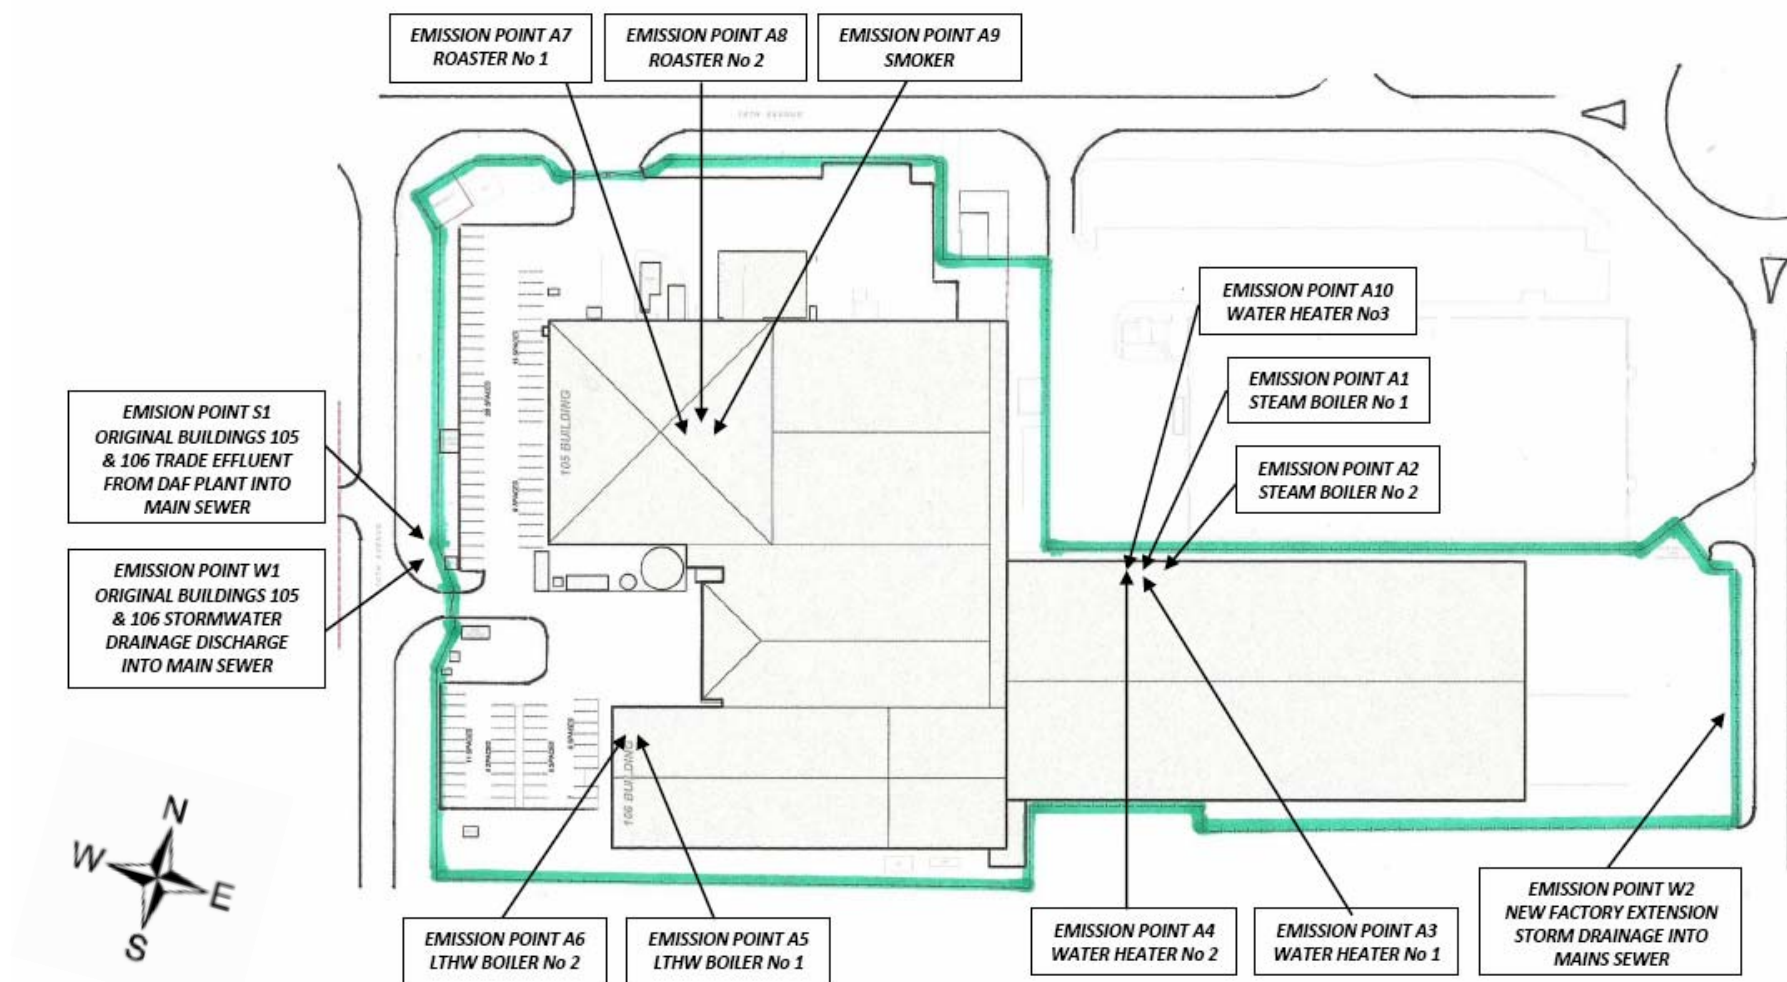 EMISSION POINT A7
ROASTER No 1
EMISSION POINT A8
ROASTER No 2
EMISSION POINT A9
SMOKER
EMISSION POINT A10
WATER HEATER No3
EMISSION POINT A1
STEAM BOILER No 1
EMISSION POINT A2
STEAM BOILER No 2
EMISION POINT S1
ORIGINAL BUILDINGS 105
& 106 TRADE EFFLUENT
FROM DAF PLANT INTO
MAIN SEWER
EMISSION POINT W1
ORIGINAL BUILDINGS 105
& 106 STORMWATER
DRAINAGE DISCHARGE
INTO MAIN SEWER
105 BUILDING
106 BUILDING
11 SPACES
N
W
E
S
EMISSION POINT A6
LTHW BOILER No 2
EMISSION POINT A5
LTHW BOILER No 1
EMISSION POINT A4
WATER HEATER No 2
EMISSION POINT A3
WATER HEATER No 1
EMISSION POINT W2
NEW FACTORY EXTENSION
STORM DRAINAGE INTO
MAINS SEWER